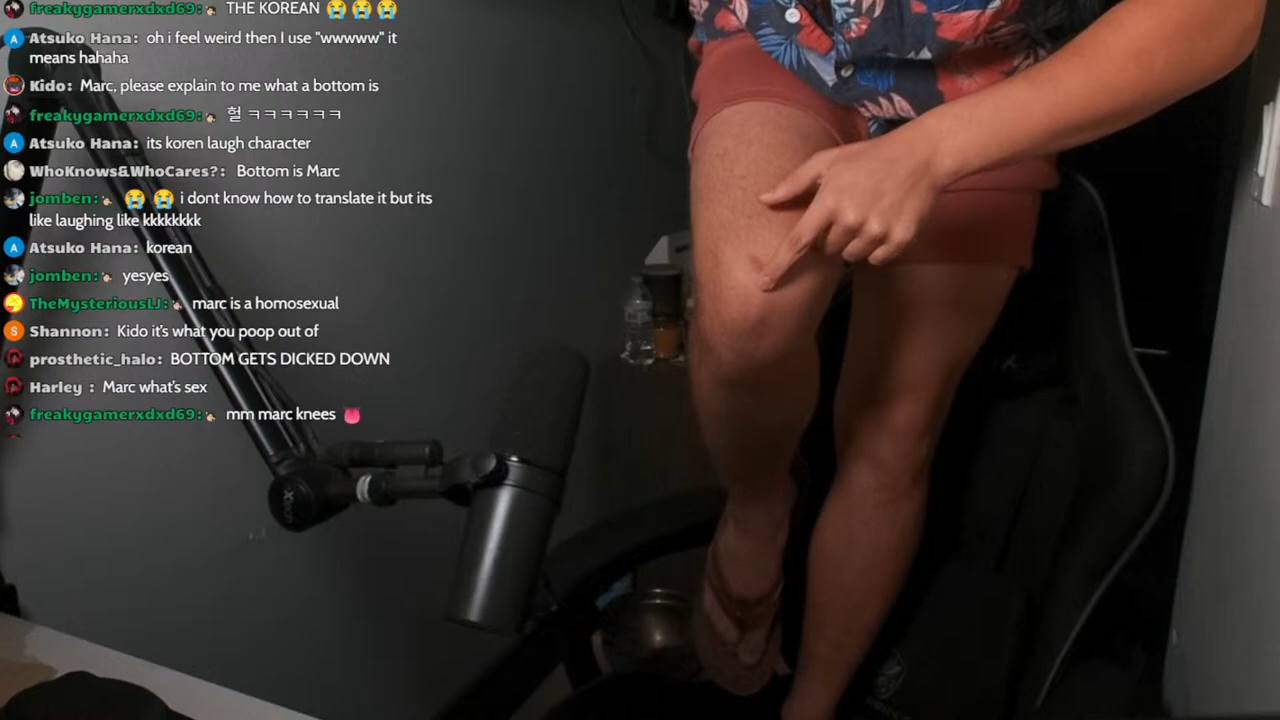 freakygamerxdxd69: THE KOREAN 😭😭😭
Atsuko Hana: oh i feel weird then I use "wwwww" it
means hahaha
Kido: Marc, please explain to me what a bottom is
freakygamerxdxd69: 헐 ㅋㅋㅋㅋㅋㅋ
Atsuko Hana: its koren laugh character
WhoKnows&WhoCares?: Bottom is Marc
jomben: 😭 😭 i dont know how to translate it but its
like laughing like kkkkkkkk
Atsuko Hana: korean
jomben: yesyes
TheMysteriousLJ: marc is a homosexual
Shannon: Kido it's what you poop out of
prosthetic_halo: BOTTOM GETS DICKED DOWN
Harley : Marc what's sex
freakygamerxdxd69: mm marc knees 👅